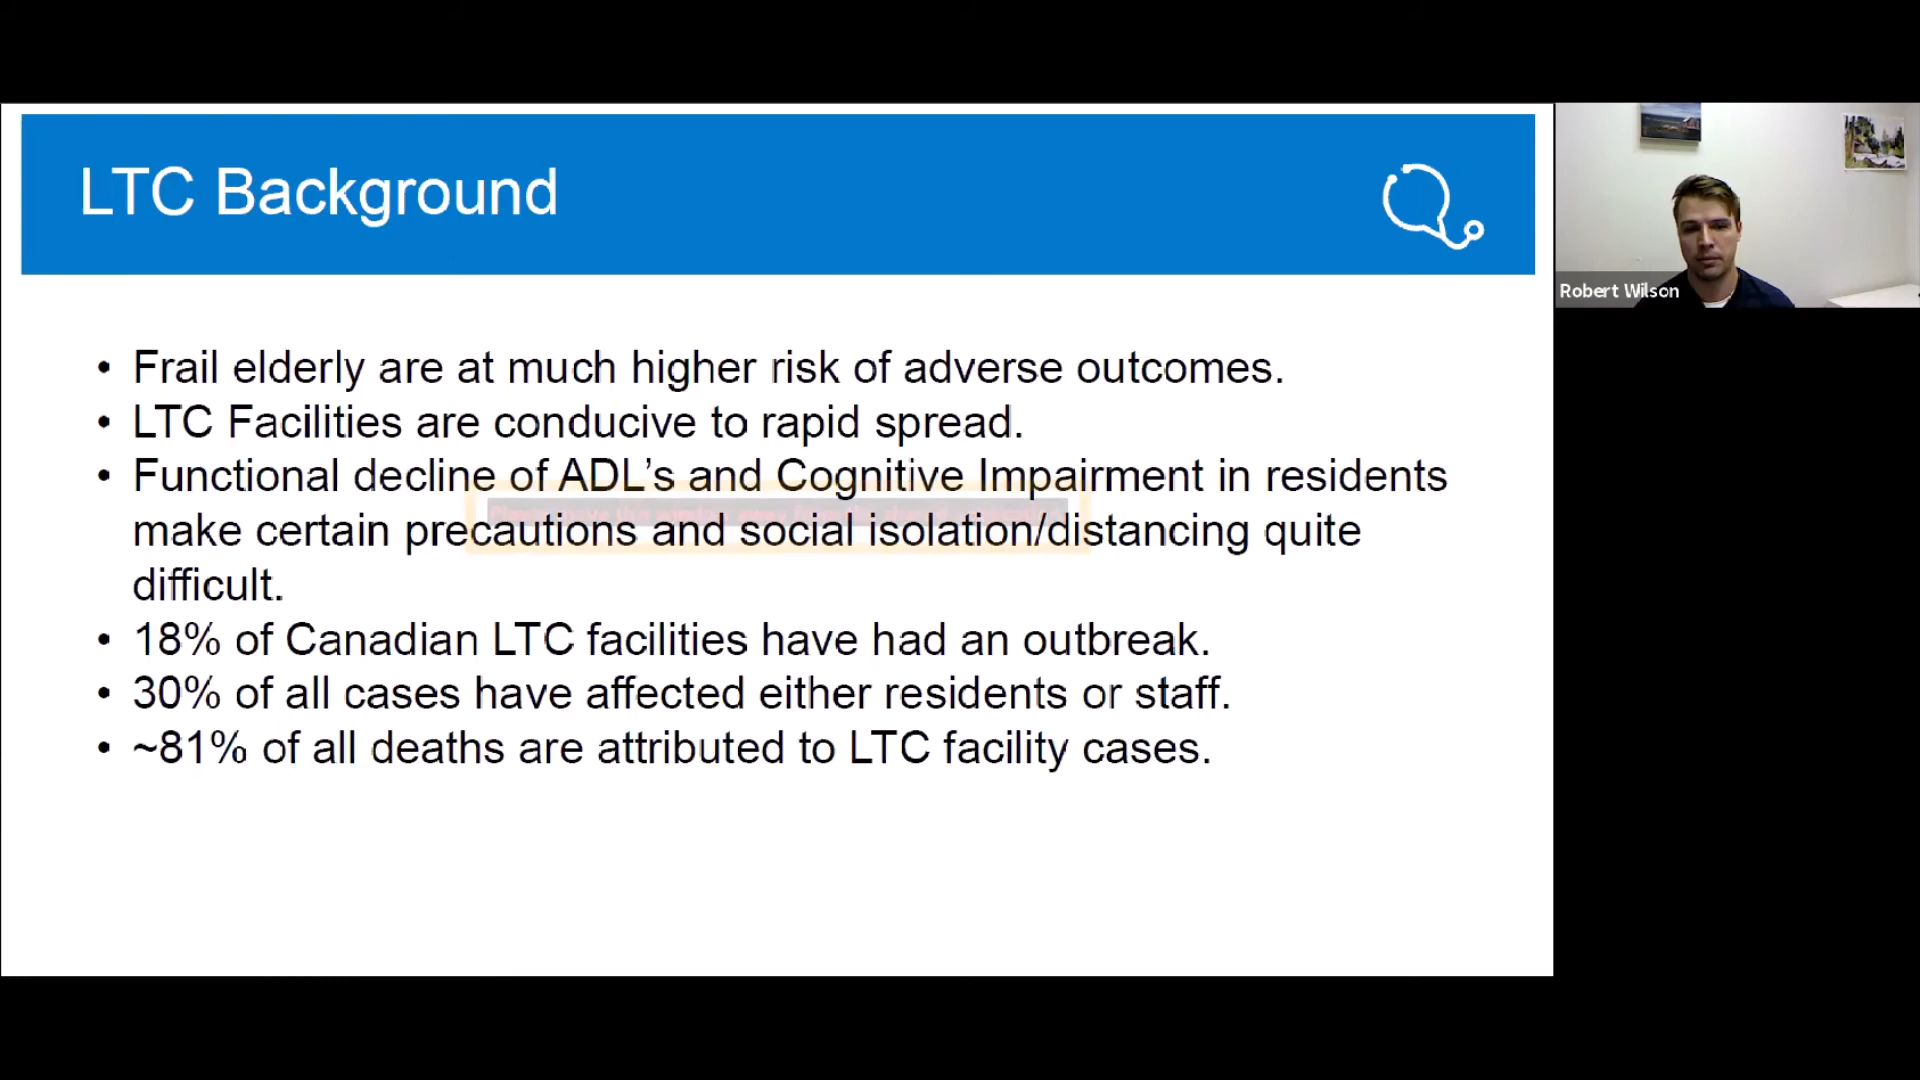 LTC Background
• Frail elderly are at much higher risk of adverse outcomes.
• LTC Facilities are conducive to rapid spread.
• Functional decline of ADL's and Cognitive Impairment in residents
make certain precautions and social isolation/distancing quite
difficult.
• 18% of Canadian LTC facilities have had an outbreak.
• 30% of all cases have affected either residents or staff.
• ~81% of all deaths are attributed to LTC facility cases.
Robert Wilson